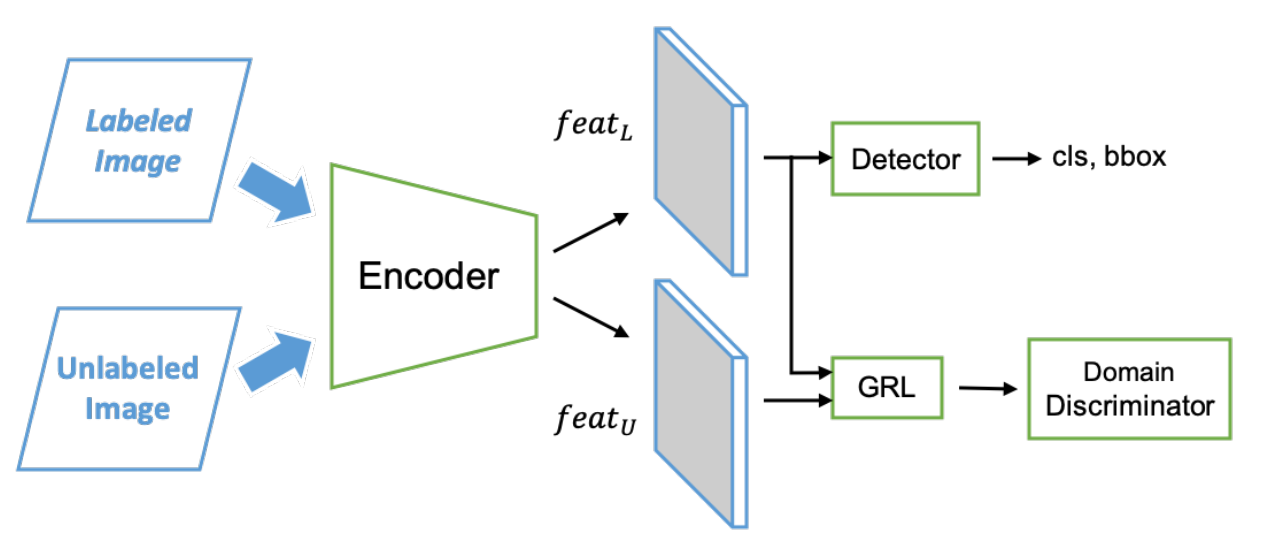 Labeled
Image
Unlabeled
Image
Encoder
feat_L
feat_U
Detector
cls, bbox
GRL
Domain
Discriminator